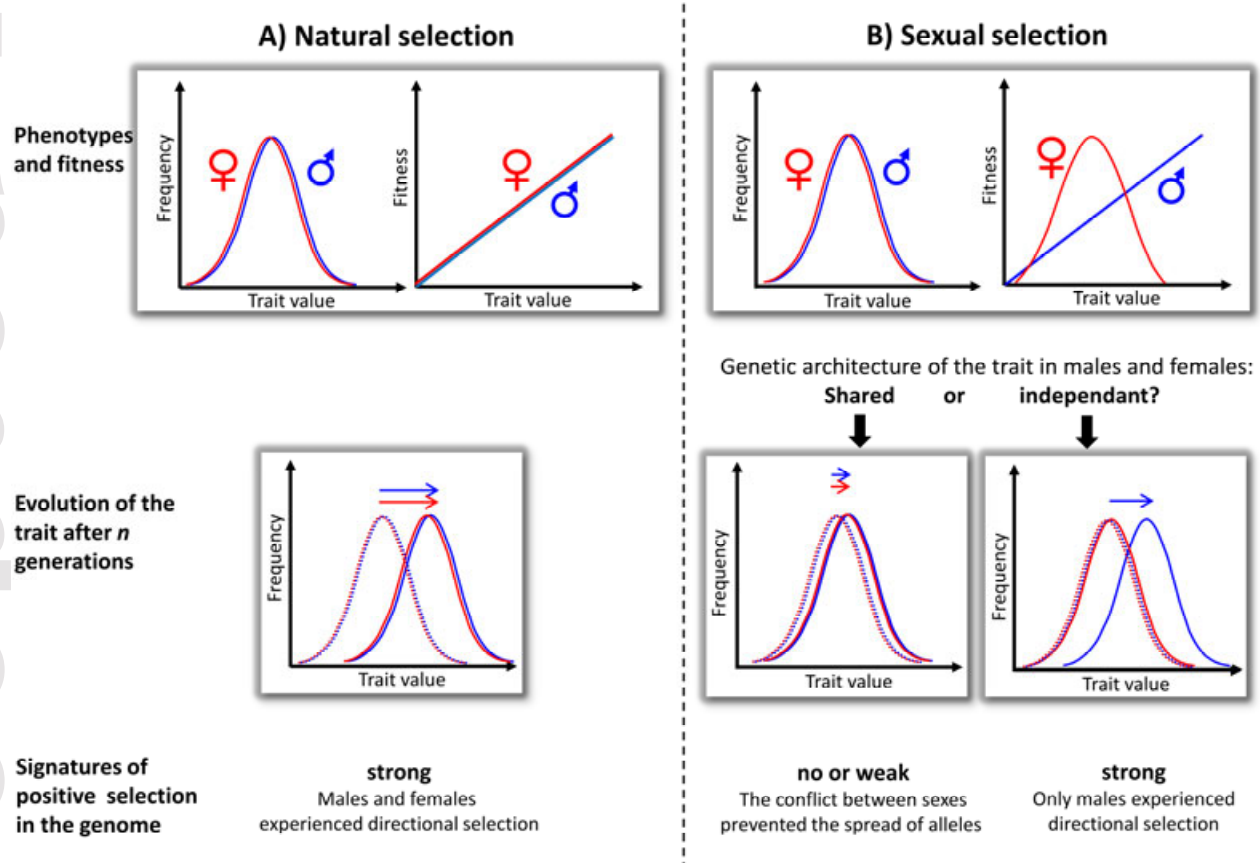 A) Natural selection
B) Sexual selection
Phenotypes
and fitness
Frequency
♀
♂
Trait value
Fitness
♀
♂
Trait value
Frequency
♀
♂
Trait value
Fitness
♀
♂
Trait value
Genetic architecture of the trait in males and females:
Shared or independant?
Evolution of the
trait after n
generations
Frequency
Trait value
Frequency
Trait value
Frequency
Trait value
Signatures of
positive selection
in the genome
strong
Males and females
experienced directional selection
no or weak
The conflict between sexes
prevented the spread of alleles
strong
Only males experienced
directional selection